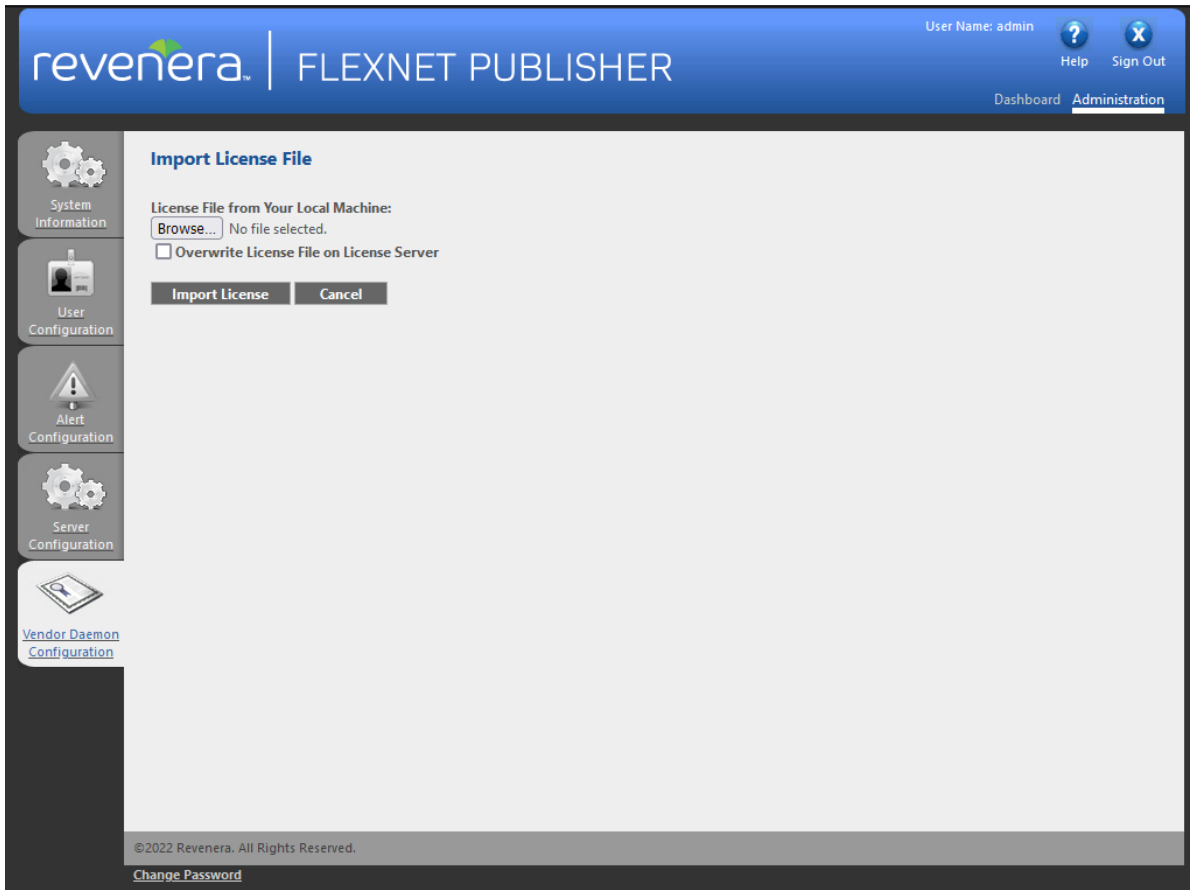 User Name: admin
Help
Sign Out
revenera™
FLEXNET PUBLISHER
Dashboard
Administration
System
Information
User
Configuration
Alert
Configuration
Server
Configuration
Vendor Daemon
Configuration
Import License File
License File from Your Local Machine:
Browse... No file selected.
Overwrite License File on License Server
Import License
Cancel
©2022 Revenera. All Rights Reserved.
Change Password